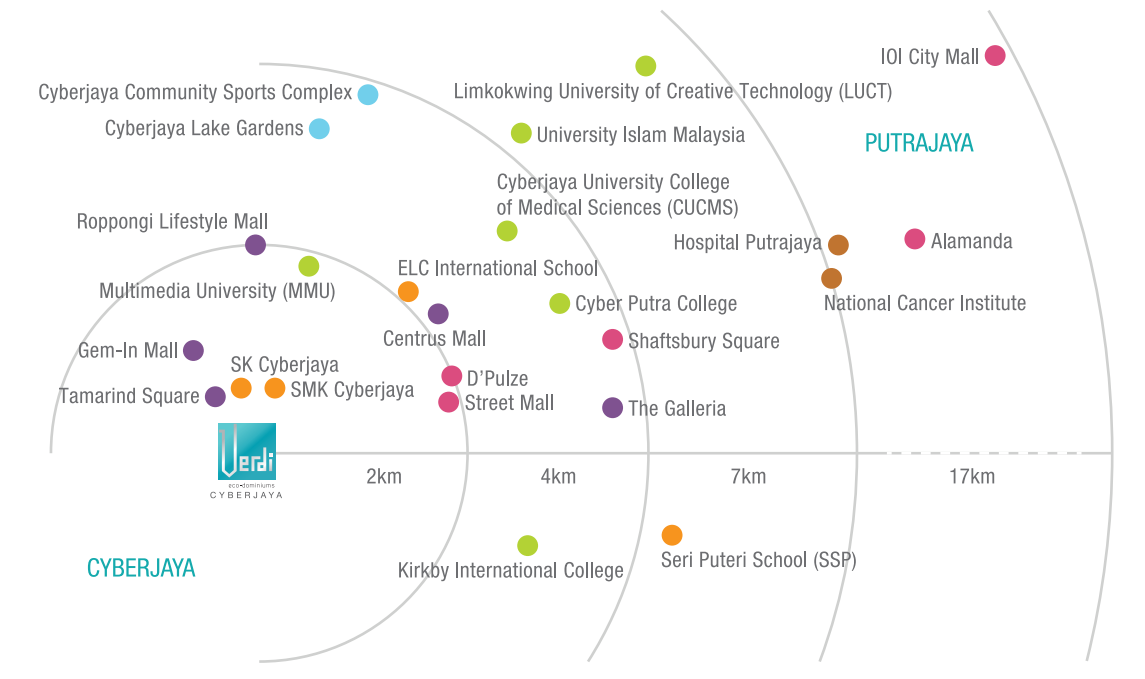 IOI City Mall
Limkokwing University of Creative Technology (LUCT)
Cyberjaya Community Sports Complex
Cyberjaya Lake Gardens
University Islam Malaysia
PUTRAJAYA
Cyberjaya University College
of Medical Sciences (CUCMS)
Roppongi Lifestyle Mall
Hospital Putrajaya
Alamanda
ELC International School
Multimedia University (MMU)
Cyber Putra College
National Cancer Institute
Centrus Mall
Shaftsbury Square
Gem-In Mall
SK Cyberjaya
D'Pulze
SMK Cyberjaya
Tamarind Square
Street Mall
The Galleria
Verdi
eco-dominiums
CYBERJAYA
2km
4km
7km
17km
CYBERJAYA
Kirkby International College
Seri Puteri School (SSP)